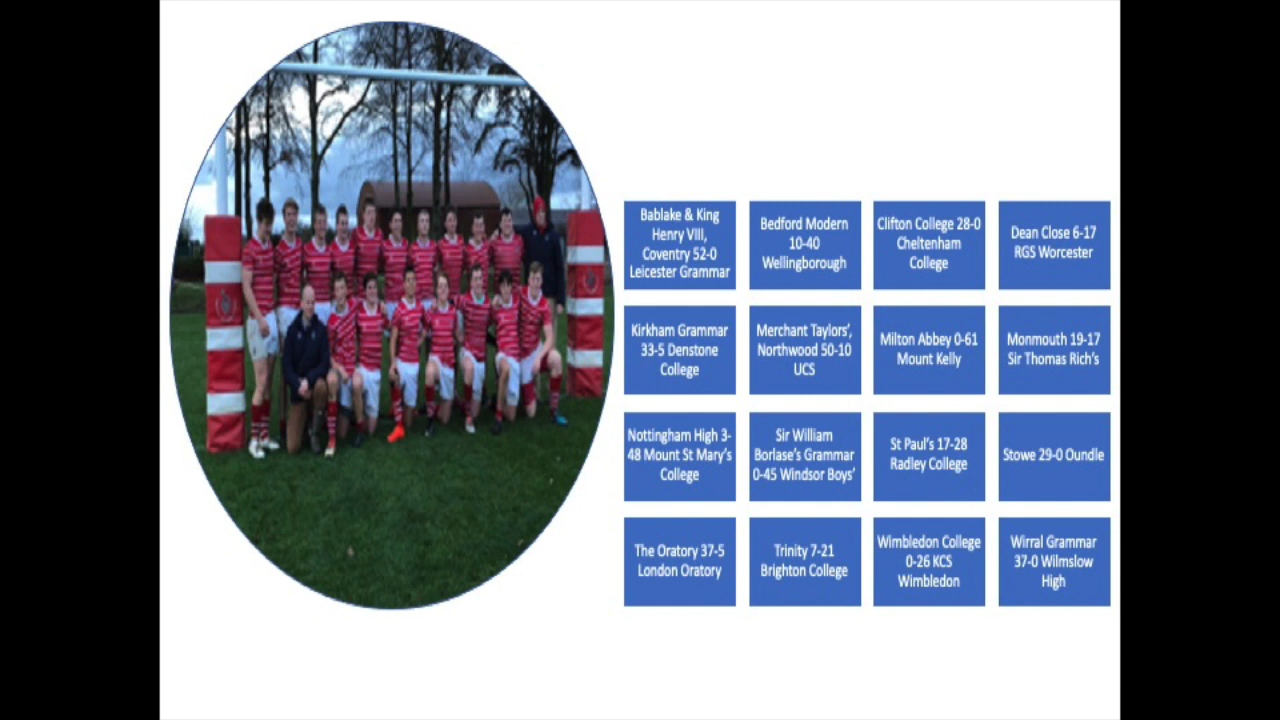 Bablake & King
Henry VIII,
Coventry 52-0
Leicester Grammar
Bedford Modern
10-40
Wellingborough
Clifton College 28-0
Cheltenham
College
Dean Close 6-17
RGS Worcester
Kirkham Grammar
33-5 Denstone
College
Merchant Taylors’,
Northwood 50-10
UCS
Milton Abbey 0-61
Mount Kelly
Monmouth 19-17
Sir Thomas Rich’s
Nottingham High 3-
48 Mount St Mary’s
College
Sir William
Borlase’s Grammar
0-45 Windsor Boys’
St Paul’s 17-28
Radley College
Stowe 29-0 Oundle
The Oratory 37-5
London Oratory
Trinity 7-21
Brighton College
Wimbledon College
0-26 KCS
Wimbledon
Wirral Grammar
37-0 Wilmslow
High